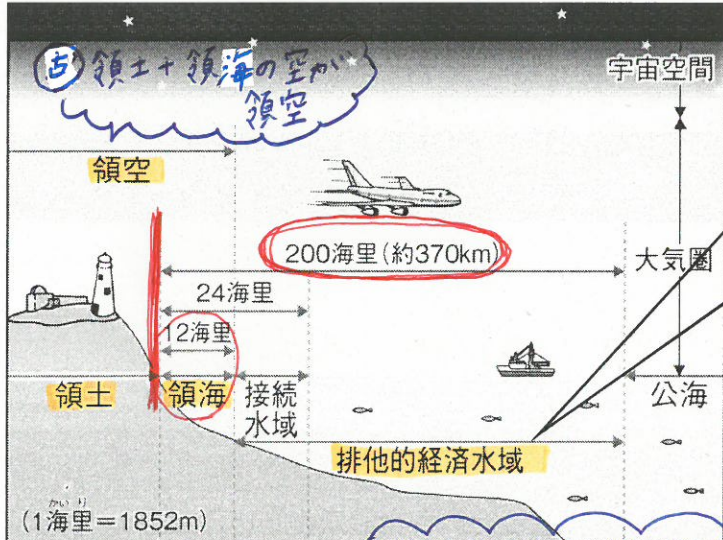 領土+領海の空が
領空
宇宙空間
領空
200海里(約370km)
大気圏
24海里
12海里
領土
領海
接続
水域
公海
排他的経済水域
かいり
(1海里=1852m)